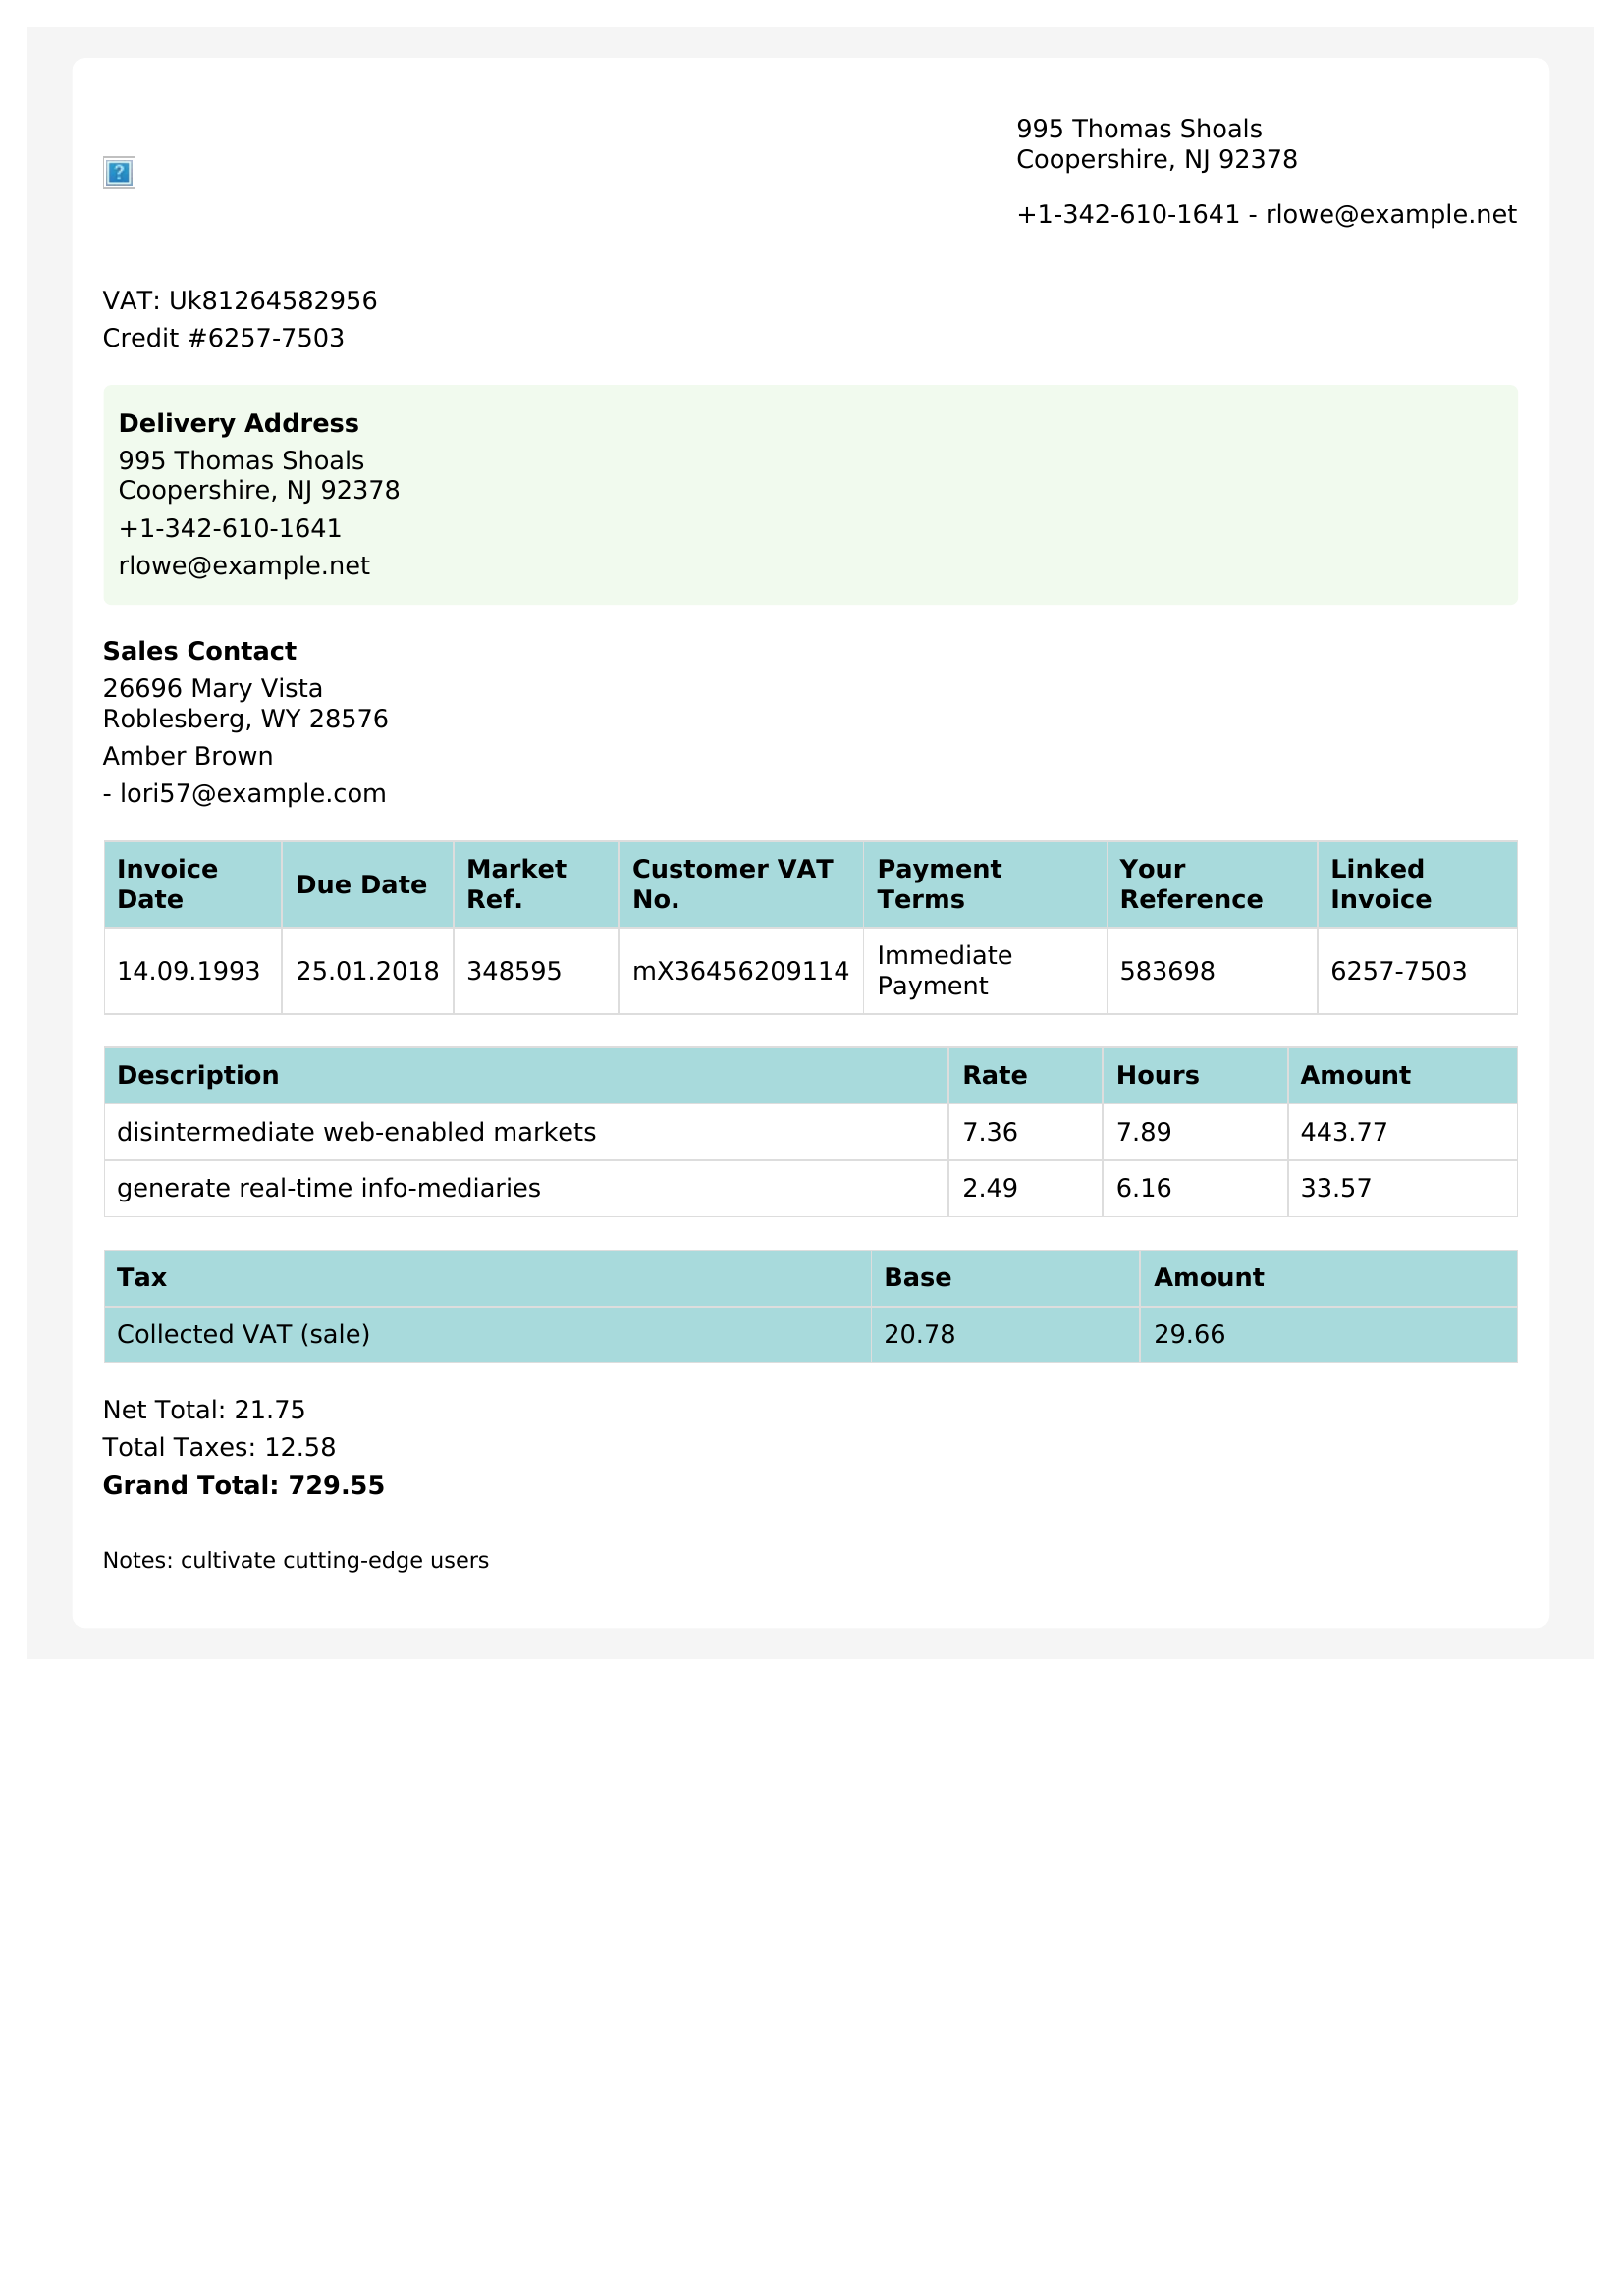 995 Thomas Shoals
Coopershire, NJ 92378
+1-342-610-1641 - rlowe@example.net
VAT: Uk81264582956
Credit #6257-7503
Delivery Address
995 Thomas Shoals
Coopershire, NJ 92378
+1-342-610-1641
rlowe@example.net
Sales Contact
26696 Mary Vista
Roblesberg, WY 28576
Amber Brown
- lori57@example.com
Invoice Date Due Date Market Ref. Customer VAT No. Payment Terms Your Reference Linked Invoice
14.09.1993 25.01.2018 348595 mX36456209114 Immediate Payment 583698 6257-7503
Description Rate Hours Amount
disintermediate web-enabled markets 7.36 7.89 443.77
generate real-time info-mediaries 2.49 6.16 33.57
Tax Base Amount
Collected VAT (sale) 20.78 29.66
Net Total: 21.75
Total Taxes: 12.58
Grand Total: 729.55
Notes: cultivate cutting-edge users